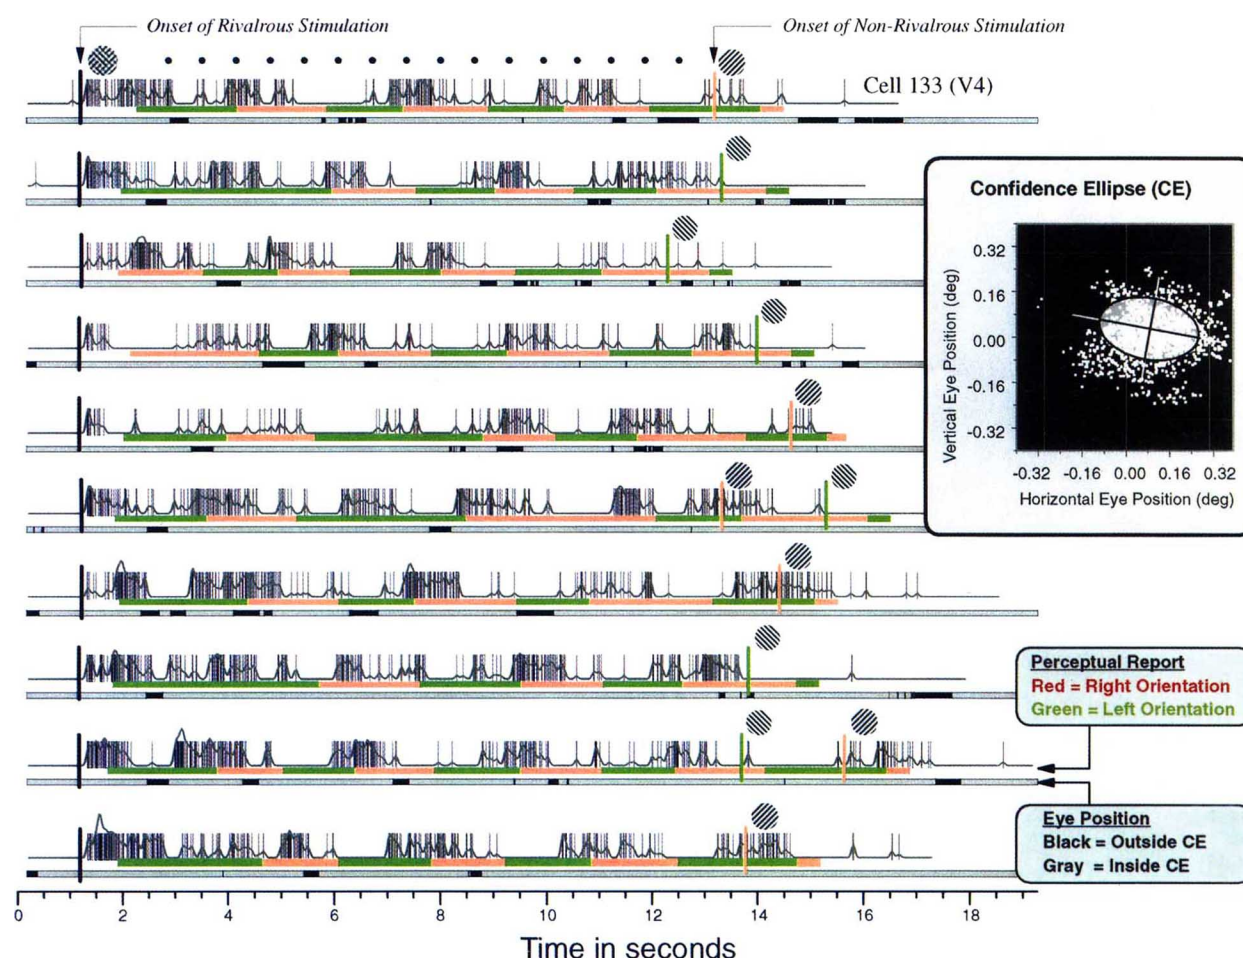 Onset of Rivalrous Stimulation
Onset of Non-Rivalrous Stimulation
Cell 133 (V4)
Confidence Ellipse (CE)
Vertical Eye Position (deg)
0.32
0.16
0.00
-0.16
-0.32
-0.32 -0.16 0.00 0.16 0.32
Horizontal Eye Position (deg)
Perceptual Report
Red = Right Orientation
Green = Left Orientation
Eye Position
Black = Outside CE
Gray = Inside CE
0 2 4 6 8 10 12 14 16 18
Time in seconds